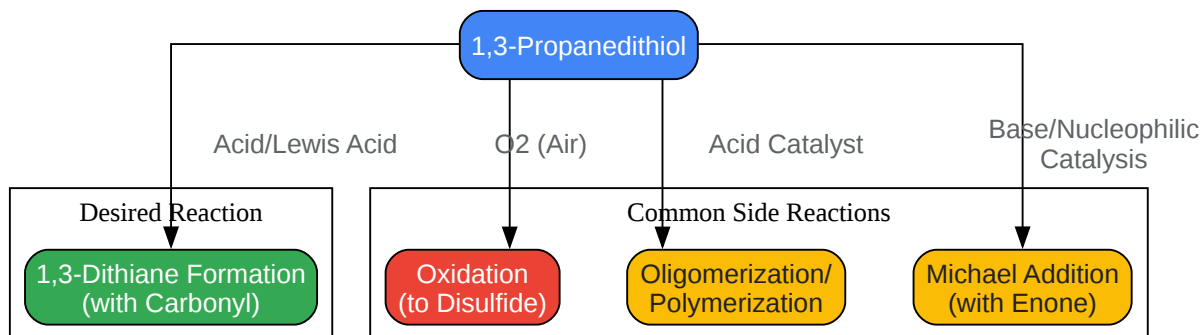 1,3-Propanedithiol
Acid/Lewis Acid
O2 (Air)
Acid Catalyst
Base/Nucleophilic
Catalysis
Desired Reaction
Common Side Reactions
1,3-Dithiane Formation
(with Carbonyl)
Oxidation
(to Disulfide)
Oligomerization/
Polymerization
Michael Addition
(with Enone)